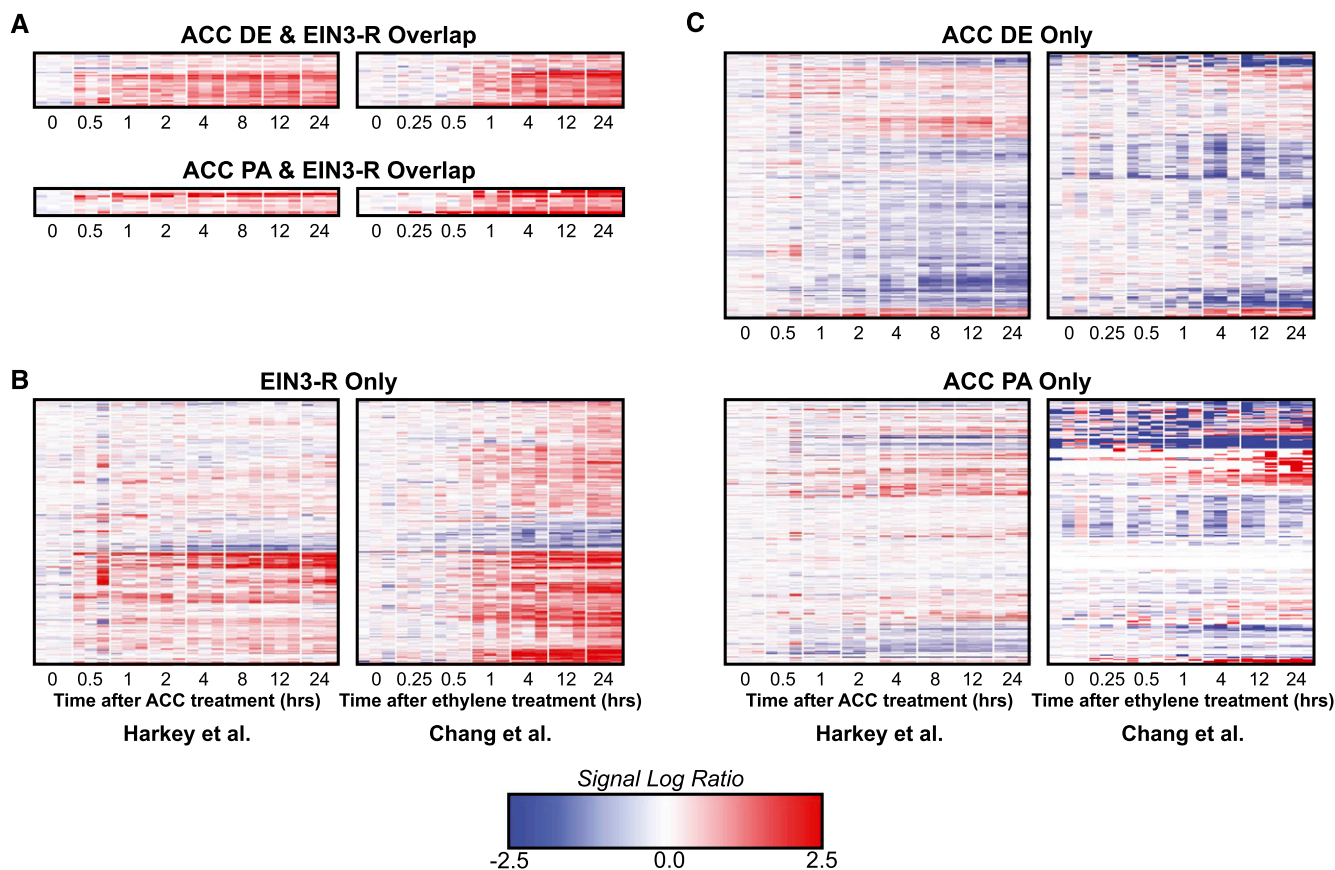 A
ACC DE & EIN3-R Overlap
0 0.5 1 2 4 8 12 24
0 0.25 0.5 1 4 12 24
ACC PA & EIN3-R Overlap
0 0.5 1 2 4 8 12 24
0 0.25 0.5 1 4 12 24
B
EIN3-R Only
0 0.5 1 2 4 8 12 24
0 0.25 0.5 1 4 12 24
Time after ACC treatment (hrs)
Time after ethylene treatment (hrs)
Harkey et al.
Chang et al.
C
ACC DE Only
0 0.5 1 2 4 8 12 24
0 0.25 0.5 1 4 12 24
ACC PA Only
0 0.5 1 2 4 8 12 24
0 0.25 0.5 1 4 12 24
Time after ACC treatment (hrs)
Time after ethylene treatment (hrs)
Harkey et al.
Chang et al.
Signal Log Ratio
-2.5 0.0 2.5